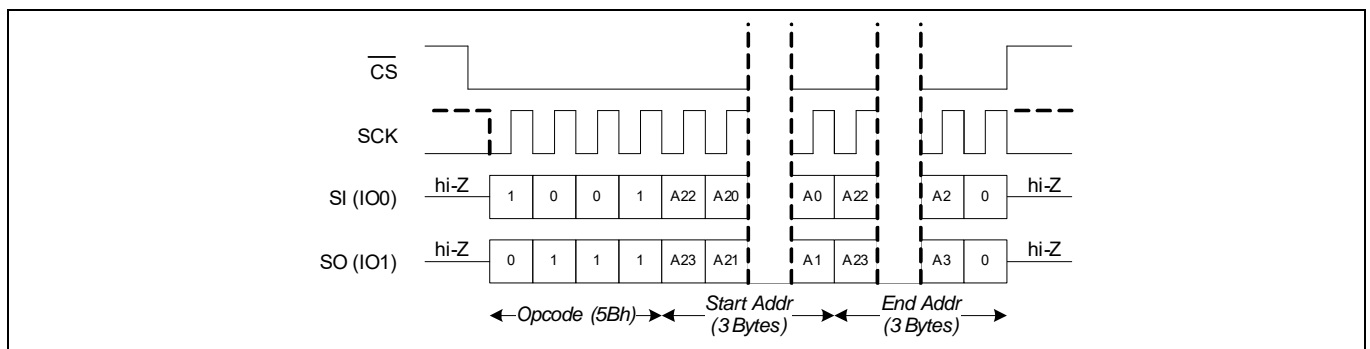 CS
SCK
SI (IO0) hi-Z 1 0 0 1 A22 A20 A0 A22 A2 0 hi-Z
SO (IO1) hi-Z 0 1 1 1 A23 A21 A1 A23 A3 0 hi-Z
Opcode (5Bh) Start Addr End Addr
(3 Bytes) (3 Bytes)